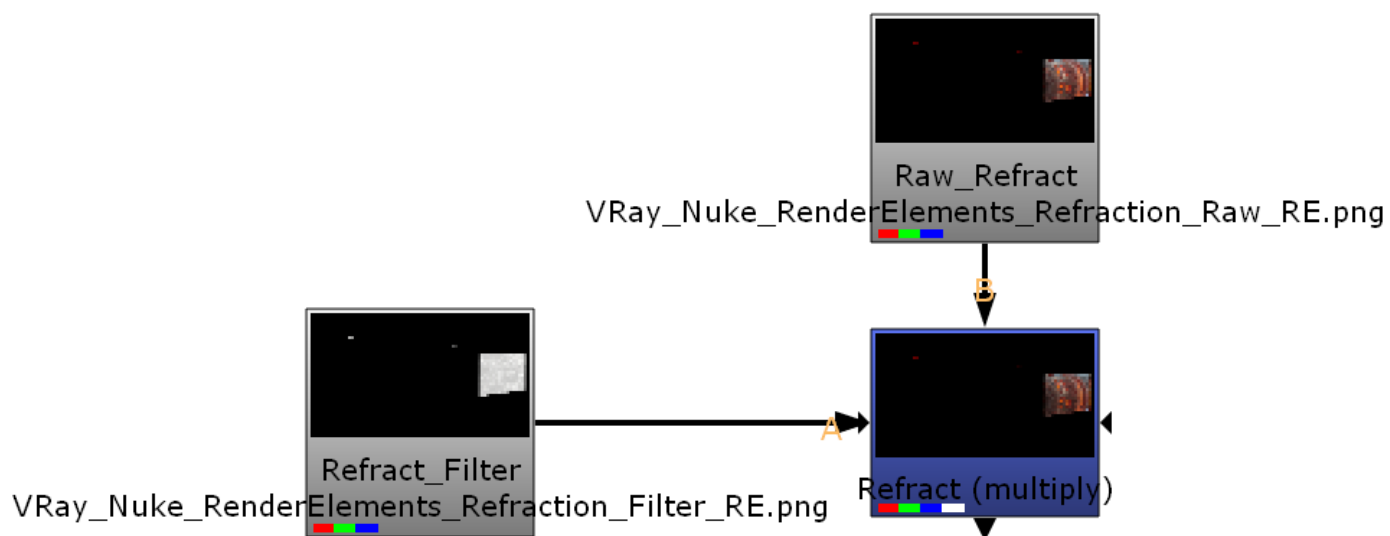 Raw_Refract
VRay_Nuke_RenderElements_Refraction_Raw_RE.png
B
A
Refract_Filter
VRay_Nuke_RenderElements_Refraction_Filter_RE.png
Refract (multiply)